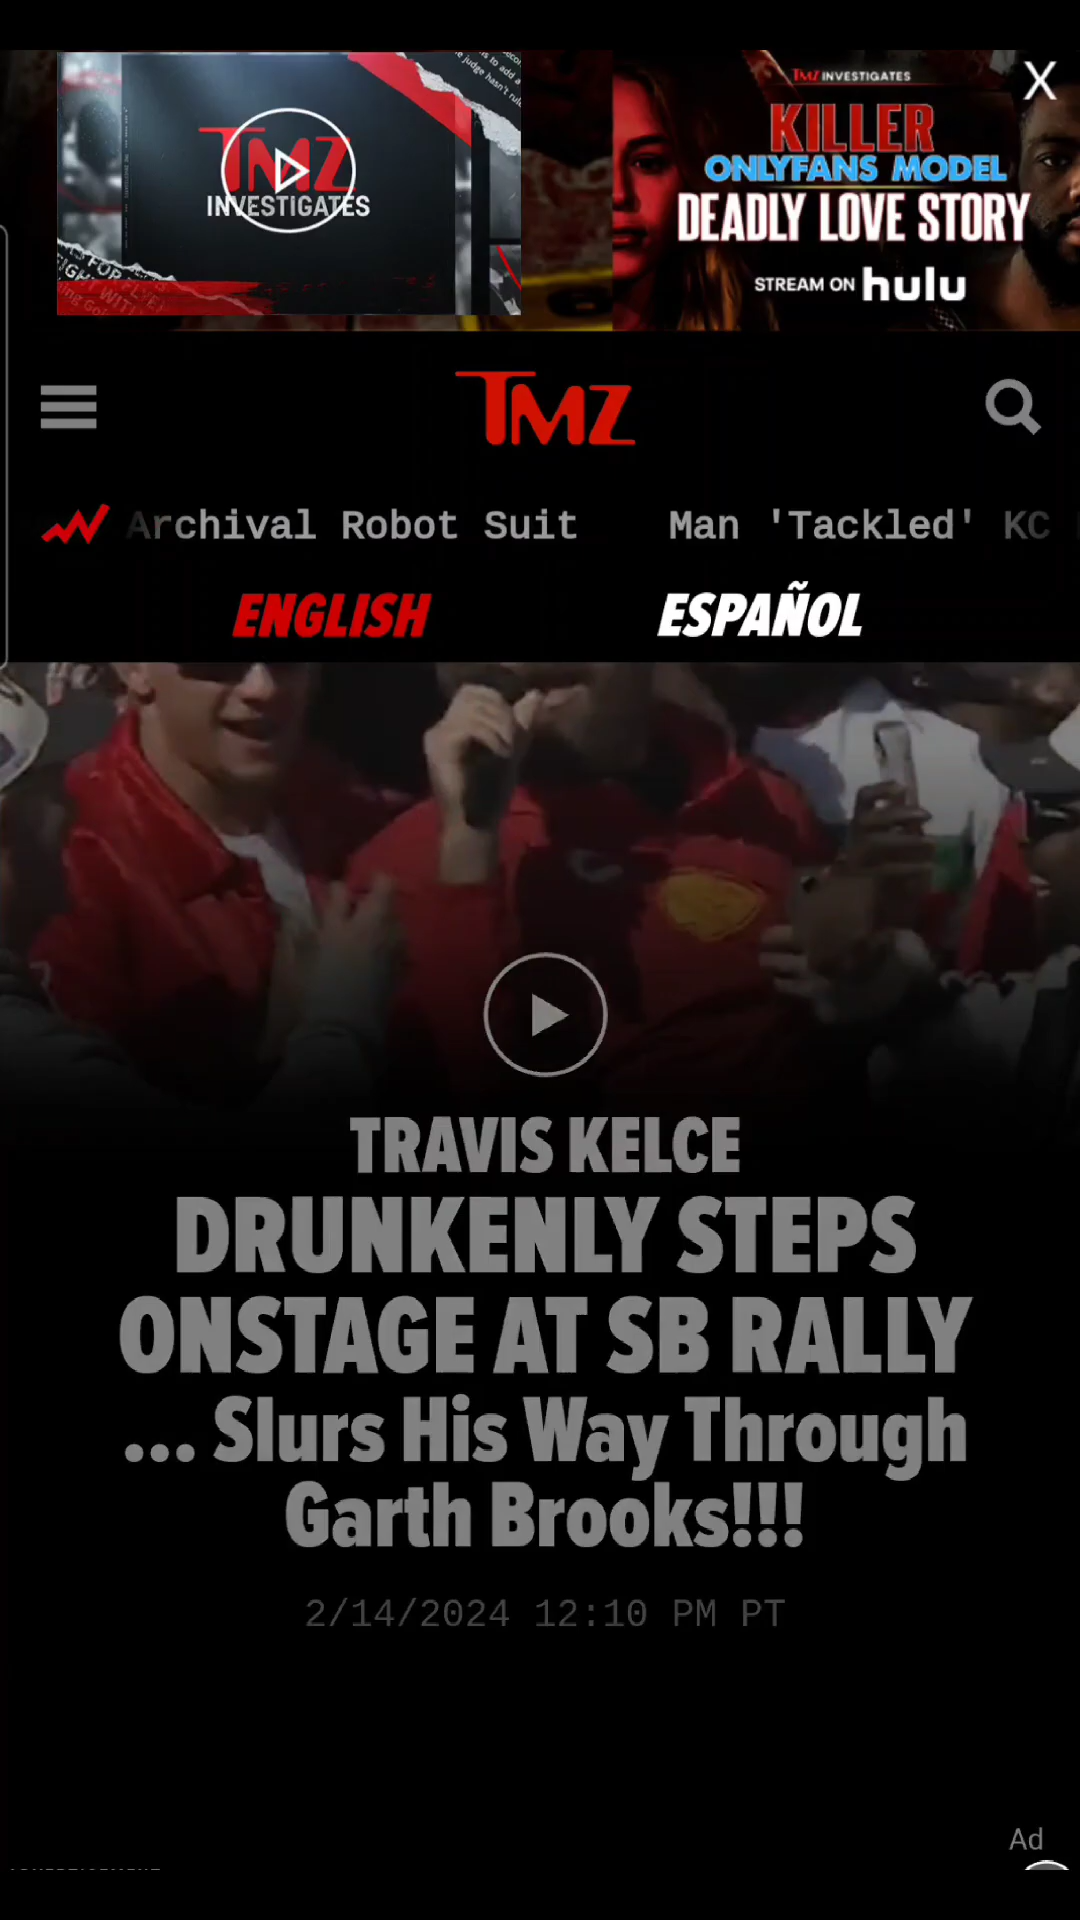 TMZ
INVESTIGATES
TMZ INVESTIGATES
X
KILLER
ONLYFANS MODEL
DEADLY LOVE STORY
STREAM ON hulu
TMZ
Archival Robot Suit Man 'Tackled' KC
ENGLISH ESPAÑOL
TRAVIS KELCE
DRUNKENLY STEPS
ONSTAGE AT SB RALLY
... Slurs His Way Through
Garth Brooks!!!
2/14/2024 12:10 PM PT
Ad